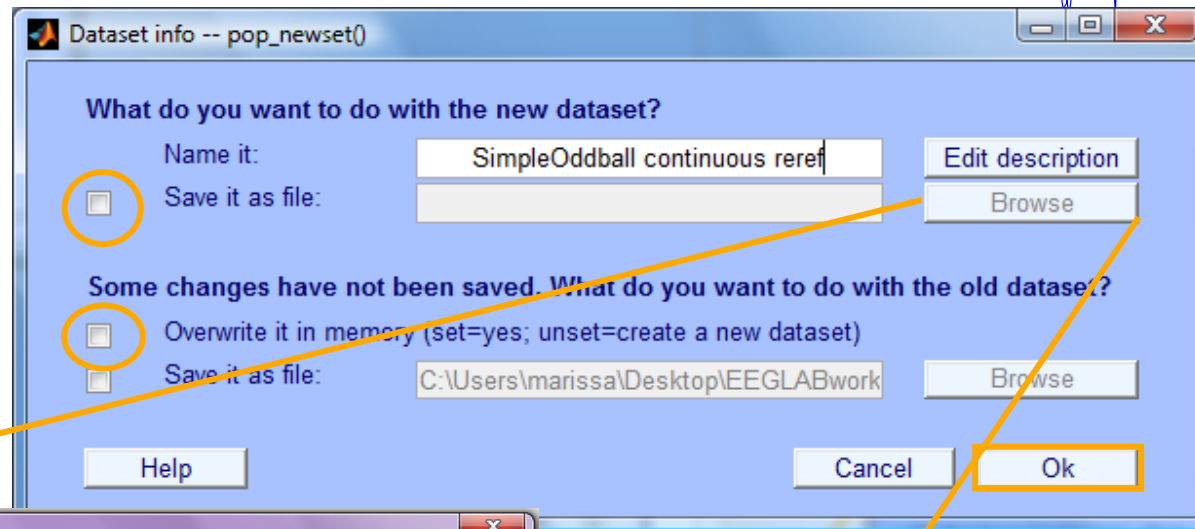 Dataset info -- pop_newset()
What do you want to do with the new dataset?
Name it: SimpleOddball continuous reref Edit description
Save it as file: Browse
Some changes have not been saved. What do you want to do with the old dataset?
Overwrite it in memory (set=yes; unset=create a new dataset)
Save it as file: C:\Users\marissa\Desktop\EEGLABwork Browse
Help Cancel Ok